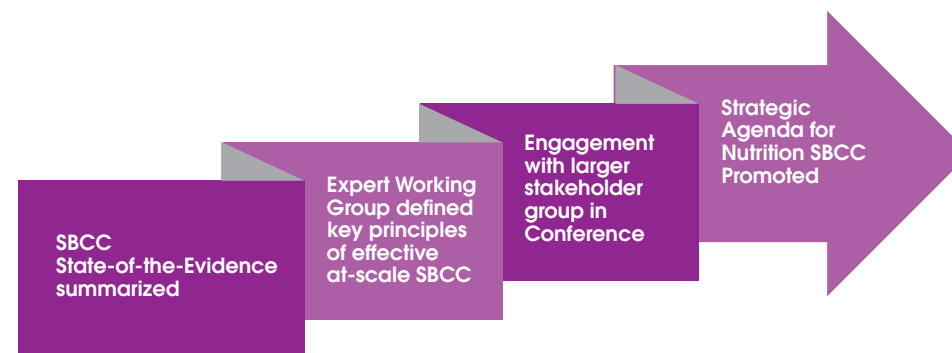 SBCC
State-of-the-Evidence
summarized
Expert Working
Group defined
key principles
of effective
at-scale SBCC
Engagement
with larger
stakeholder
group in
Conference
Strategic
Agenda for
Nutrition SBCC
Promoted